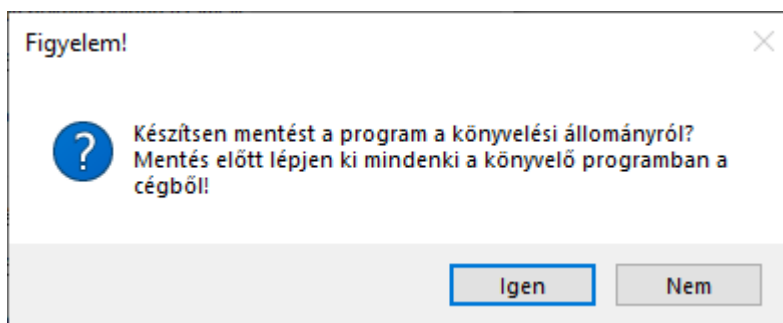 Figyelem!
Készítsen mentést a program a könyvelési állományról?
Mentés előtt lépjen ki mindenki a könyvelő programban a
cégből!
Igen
Nem